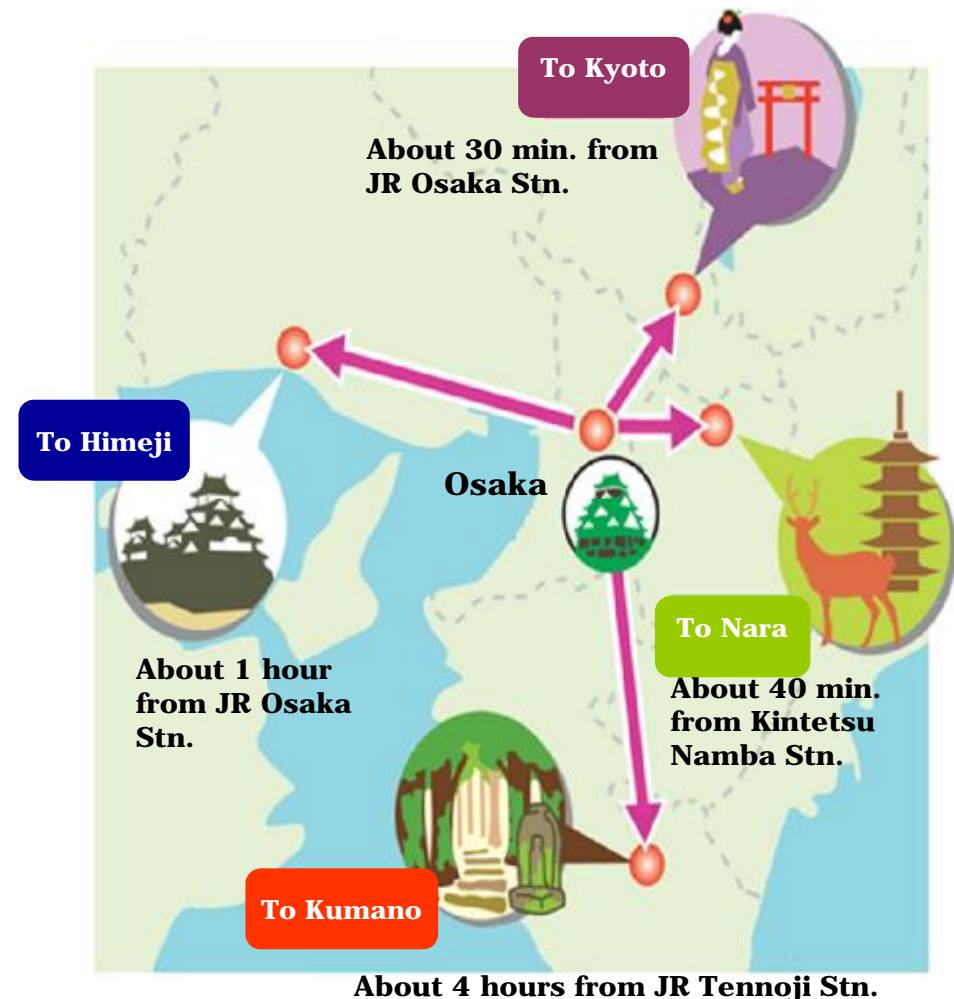 To Kyoto
About 30 min. from
JR Osaka Stn.
To Himeji
Osaka
About 1 hour
from JR Osaka
Stn.
To Nara
About 40 min.
from Kintetsu
Namba Stn.
To Kumano
About 4 hours from JR Tennoji Stn.